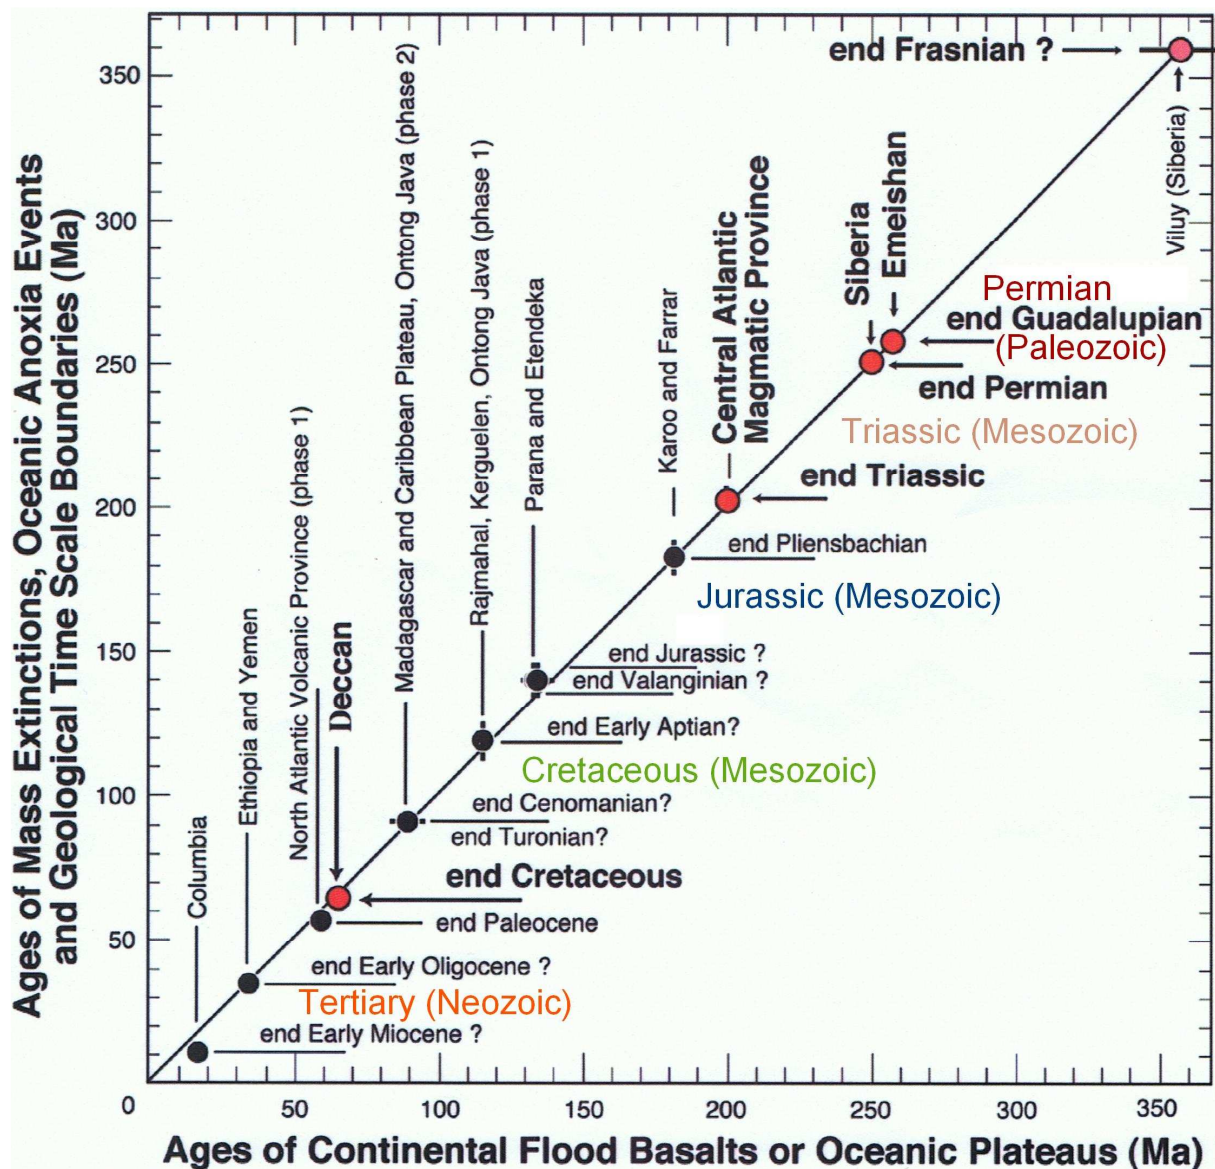 Ages of Mass Extinctions, Oceanic Anoxia Events
and Geological Time Scale Boundaries (Ma)
350
300
250
200
150
100
50
0
50
100
150
200
250
300
350
Ages of Continental Flood Basalts or Oceanic Plateaus (Ma)
Columbia
Ethiopia and Yemen
North Atlantic Volcanic Province (phase 1)
Deccan
Madagascar and Caribbean Plateau, Ontong Java (phase 2)
Rajmahal, Kerguelen, Ontong Java (phase 1)
Parana and Etendeka
Karoo and Farrar
Central Atlantic
Magmatic Province
Siberia
Emeishan
Viluy (Siberia)
end Frasnian ?
Permian
end Guadalupian
(Paleozoic)
end Permian
Triassic (Mesozoic)
end Triassic
end Pliensbachian
Jurassic (Mesozoic)
end Jurassic ?
end Valanginian ?
end Early Aptian?
Cretaceous (Mesozoic)
end Cenomanian?
end Turonian?
end Cretaceous
end Paleocene
end Early Oligocene ?
Tertiary (Neozoic)
end Early Miocene ?